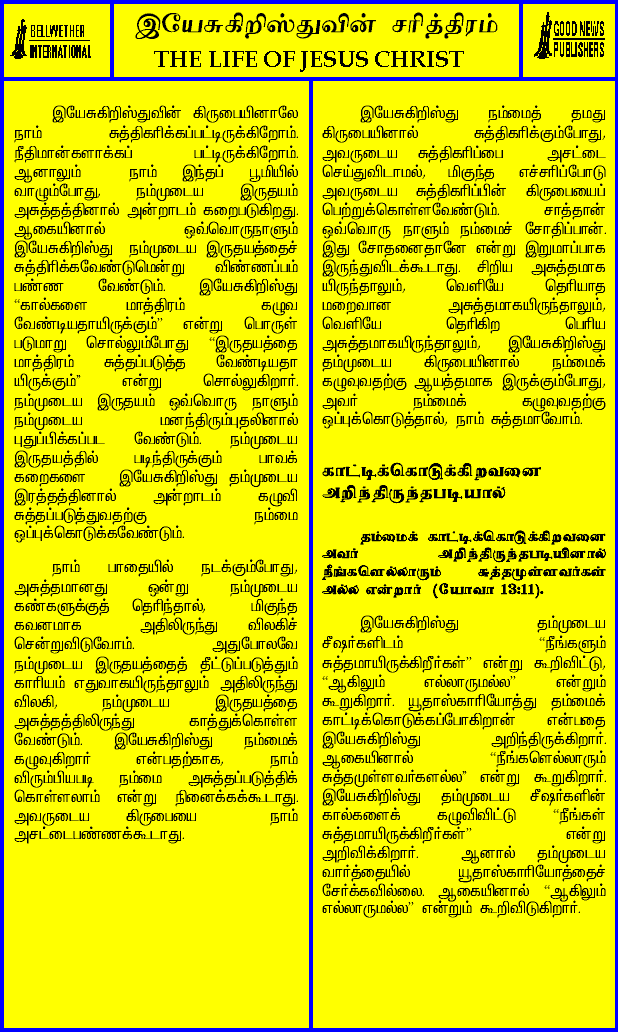 BELLWETHER
INTERNATIONAL
இயேசுகிறிஸ்துவின் சரித்திரம்
THE LIFE OF JESUS CHRIST
GOOD NEWS
PUBLISHERS
இயேசுகிறிஸ்துவின் கிருபையினாலே
நாம் சுத்திகரிக்கப்பட்டிருக்கிறோம்.
நீதிமான்களாக்கப் பட்டிருக்கிறோம்.
ஆனாலும் நாம் இந்தப் பூமியில்
வாழும்போது, நம்முடைய இருதயம்
அசுத்தத்தினால் அன்றாடம் கறைபடுகிறது.
ஆகையினால் ஒவ்வொருநாளும்
இயேசுகிறிஸ்து நம்முடைய இருதயத்தைச்
சுத்திரிக்கவேண்டுமென்று விண்ணப்பம்
பண்ண வேண்டும். இயேசுகிறிஸ்து
“கால்களை மாத்திரம் கழுவ
வேண்டியதாயிருக்கும்” என்று பொருள்
படுமாறு சொல்லும்போது “இருதயத்தை
மாத்திரம் சுத்தப்படுத்த வேண்டியதா
யிருக்கும்” என்று சொல்லுகிறார்.
நம்முடைய இருதயம் ஒவ்வொரு நாளும்
நம்முடைய மனந்திரும்புதலினால்
புதுப்பிக்கப்பட வேண்டும். நம்முடைய
இருதயத்தில் படிந்திருக்கும் பாவக்
கறைகளை இயேசுகிறிஸ்து தம்முடைய
இரத்தத்தினால் அன்றாடம் கழுவி
சுத்தப்படுத்துவதற்கு நம்மை
ஒப்புக்கொடுக்கவேண்டும்.
நாம் பாதையில் நடக்கும்போது,
அசுத்தமானது ஒன்று நம்முடைய
கண்களுக்குத் தெரிந்தால், மிகுந்த
கவனமாக அதிலிருந்து விலகிச்
சென்றுவிடுவோம். அதுபோலவே
நம்முடைய இருதயத்தைத் தீட்டுப்படுத்தும்
காரியம் எதுவாகயிருந்தாலும் அதிலிருந்து
விலகி, நம்முடைய இருதயத்தை
அசுத்தத்திலிருந்து காத்துக்கொள்ள
வேண்டும். இயேசுகிறிஸ்து நம்மைக்
கழுவுகிறார் என்பதற்காக, நாம்
விரும்பியபடி நம்மை அசுத்தப்படுத்திக்
கொள்ளலாம் என்று நினைக்கக்கூடாது.
அவருடைய கிருபையை நாம்
அசட்டைபண்ணக்கூடாது.
இயேசுகிறிஸ்து நம்மைத் தமது
கிருபையினால் சுத்திகரிக்கும்போது,
அவருடைய சுத்திகரிப்பை அசட்டை
செய்துவிடாமல், மிகுந்த எச்சரிப்போடு
அவருடைய சுத்திகரிப்பின் கிருபையைப்
பெற்றுக்கொள்ளவேண்டும். சாத்தான்
ஒவ்வொரு நாளும் நம்மைச் சோதிப்பான்.
இது சோதனைதானே என்று இறுமாப்பாக
இருந்துவிடக்கூடாது. சிறிய அசுத்தமாக
யிருந்தாலும், வெளியே தெரியாத
மறைவான அசுத்தமாகயிருந்தாலும்,
வெளியே தெரிகிற பெரிய
அசுத்தமாகயிருந்தாலும், இயேசுகிறிஸ்து
தம்முடைய கிருபையினால் நம்மைக்
கழுவுவதற்கு ஆயத்தமாக இருக்கும்போது,
அவர் நம்மைக் கழுவுவதற்கு
ஒப்புக்கொடுத்தால், நாம் சுத்தமாவோம்.
காட்டிக்கொடுக்கிறவனை
அறிந்திருந்தபடியால்
தம்மைக் காட்டிக்கொடுக்கிறவனை
அவர் அறிந்திருந்தபடியினால்
நீங்களெல்லாரும் சுத்தமுள்ளவர்கள்
அல்ல என்றார் (யோவா 13:11).
இயேசுகிறிஸ்து தம்முடைய
சீஷர்களிடம் “நீங்களும்
சுத்தமாயிருக்கிறீர்கள்” என்று கூறிவிட்டு,
“ஆகிலும் எல்லாருமல்ல” என்றும்
கூறுகிறார். யூதாஸ்காரியோத்து தம்மைக்
காட்டிக்கொடுக்கப்போகிறான் என்பதை
இயேசுகிறிஸ்து அறிந்திருக்கிறார்.
ஆகையினால் “நீங்களெல்லாரும்
சுத்தமுள்ளவர்களல்ல” என்று கூறுகிறார்.
இயேசுகிறிஸ்து தம்முடைய சீஷர்களின்
கால்களைக் கழுவிவிட்டு “நீங்கள்
சுத்தமாயிருக்கிறீர்கள்” என்று
அறிவிக்கிறார். ஆனால் தம்முடைய
வார்த்தையில் யூதாஸ்காரியோத்தைச்
சேர்க்கவில்லை. ஆகையினால் “ஆகிலும்
எல்லாருமல்ல” என்றும் கூறிவிடுகிறார்.